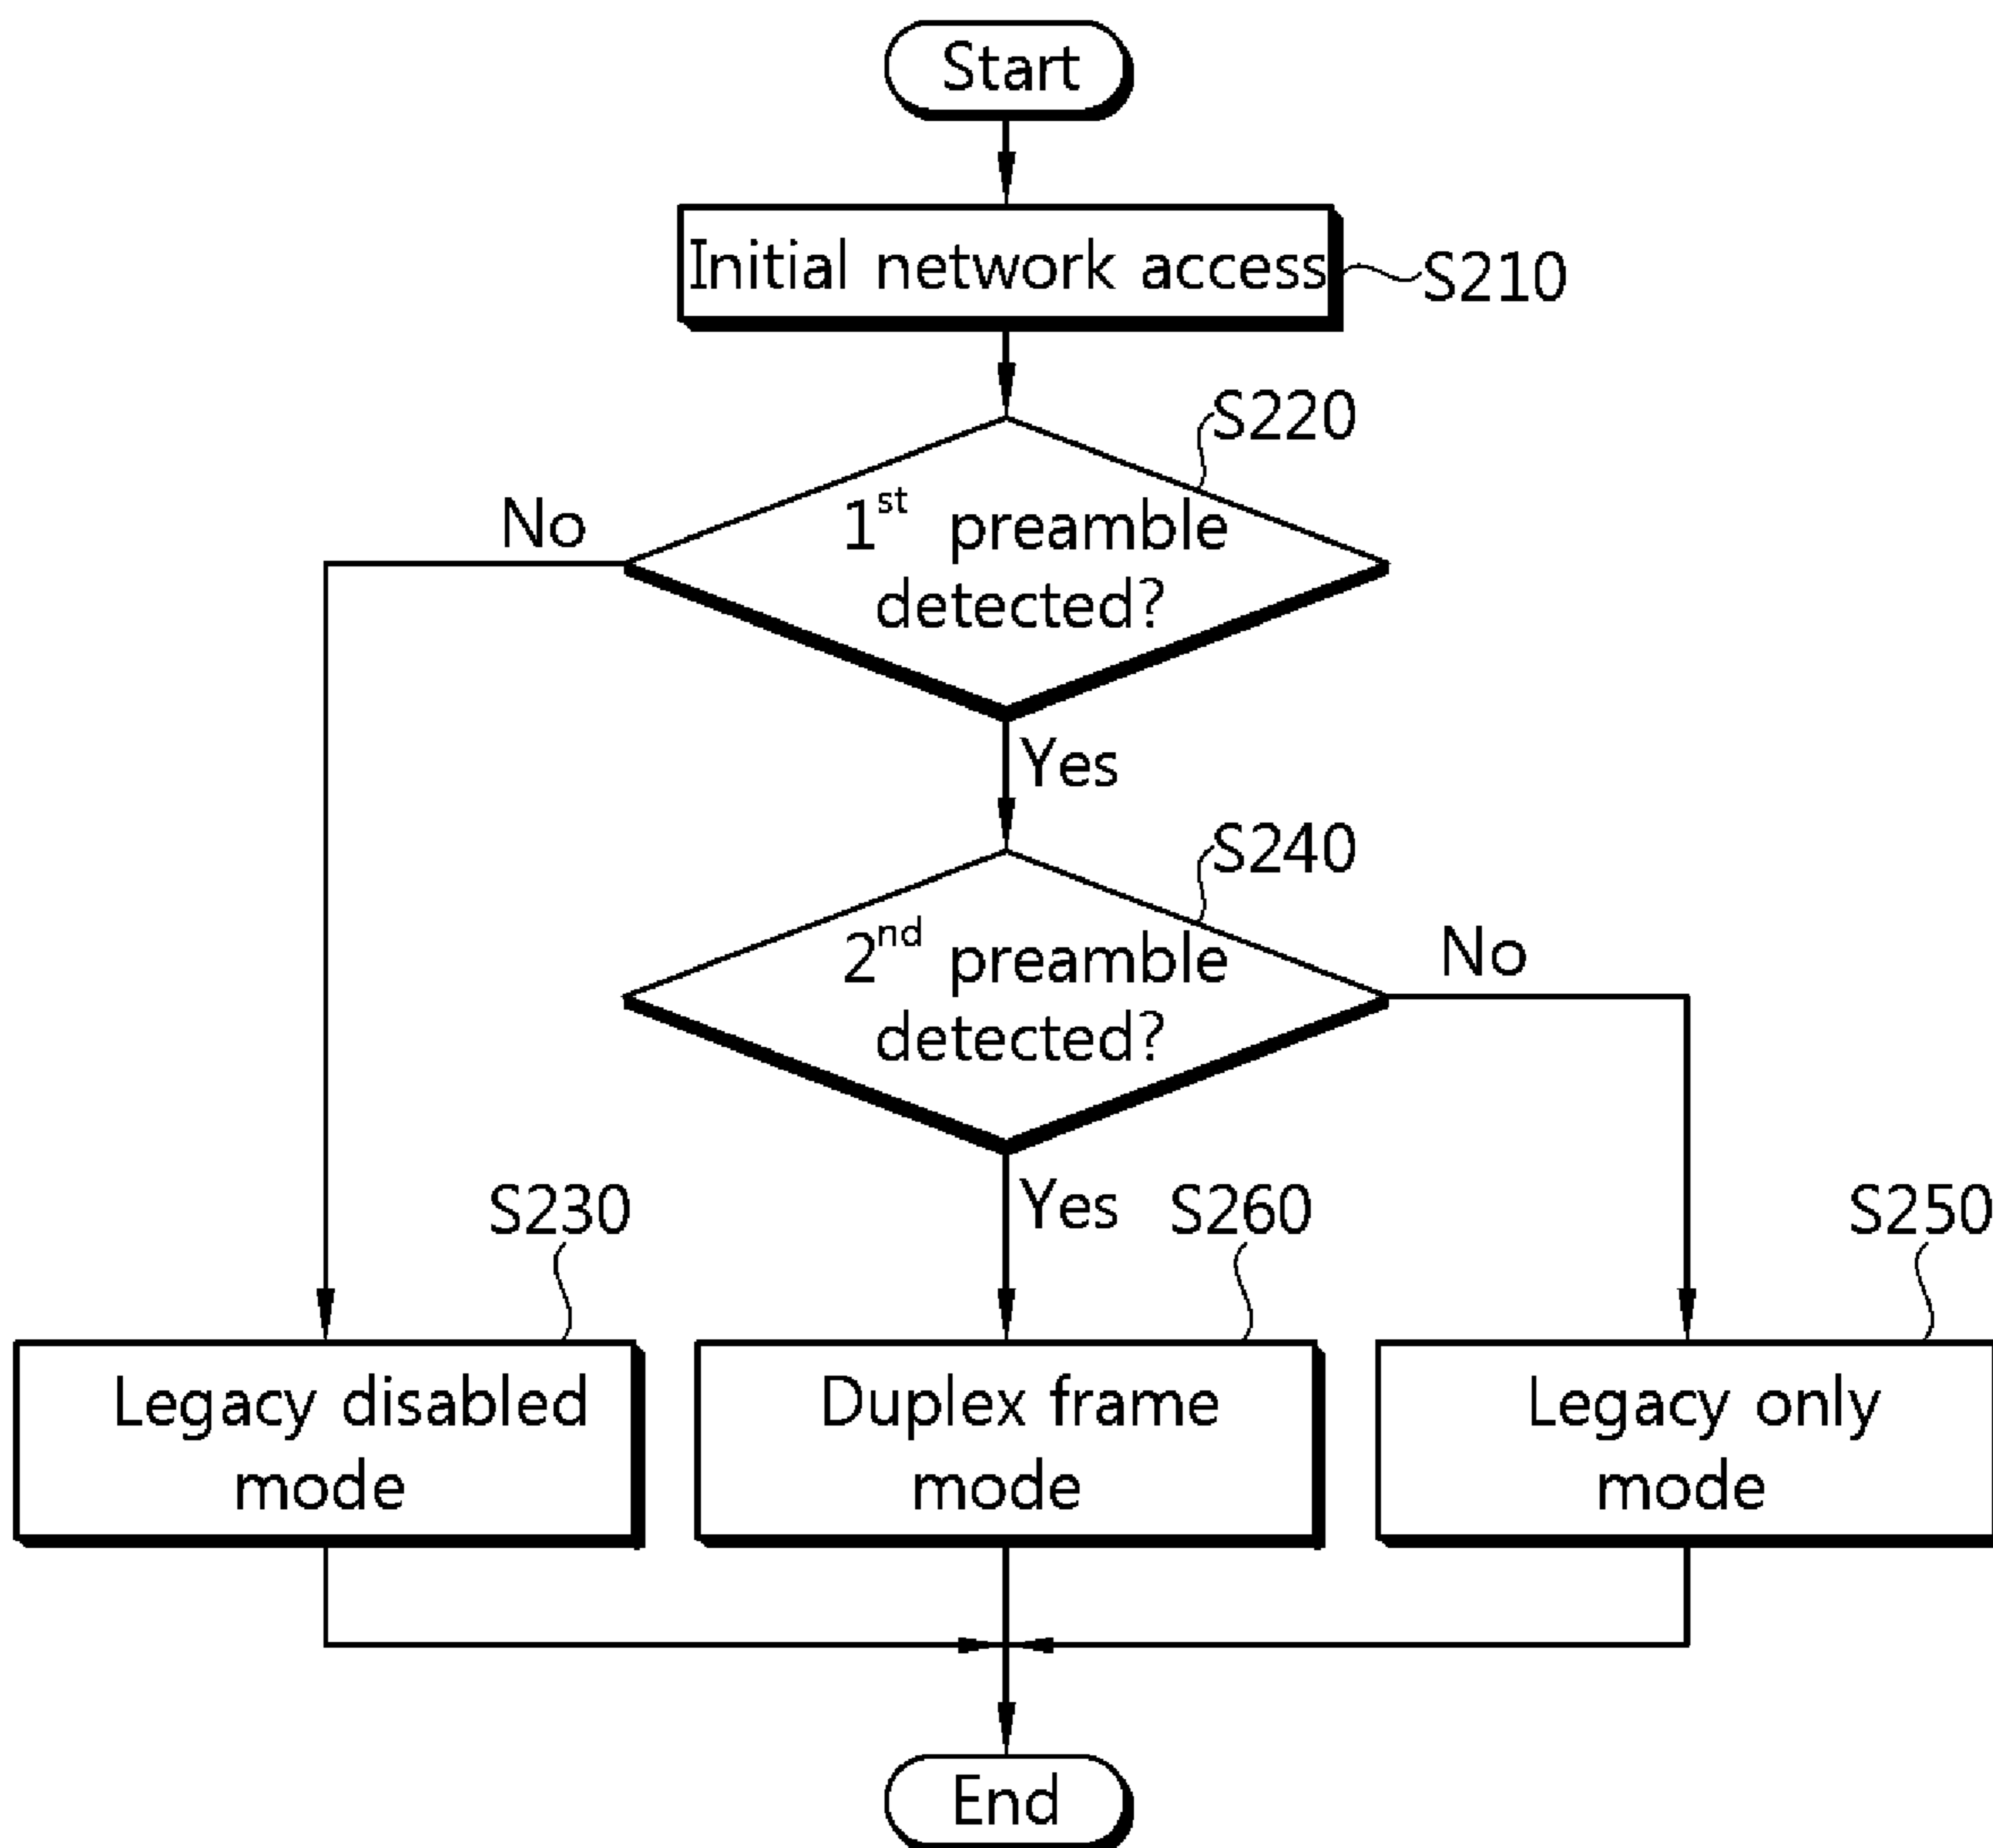 Start
Initial network access
S210
S220
No
1st preamble
detected?
Yes
S240
2nd preamble
detected?
No
Yes
S230
S260
S250
Legacy disabled
mode
Duplex frame
mode
Legacy only
mode
End